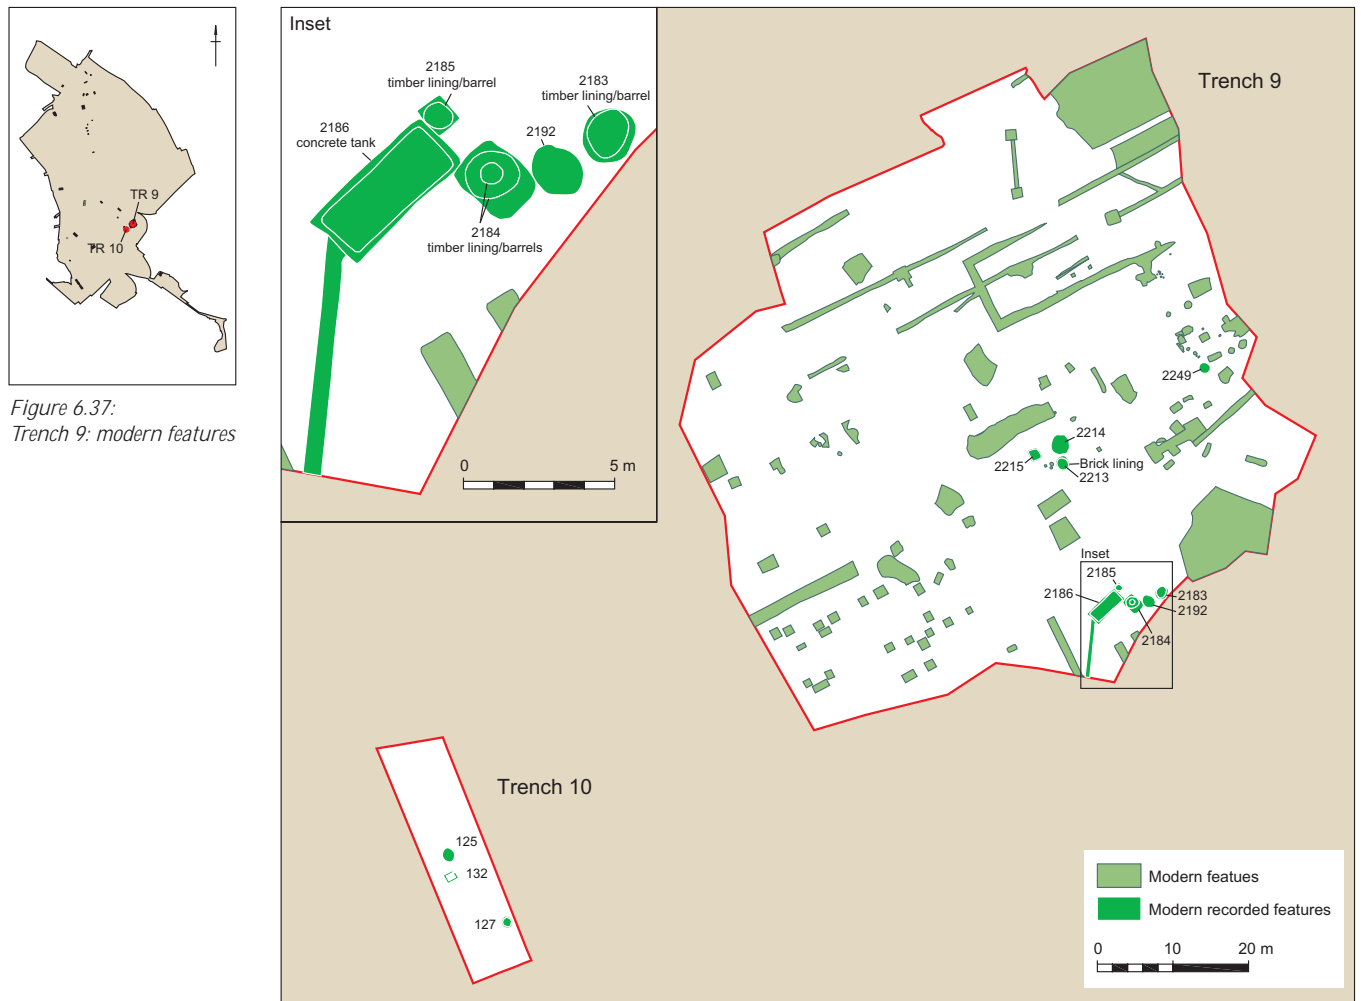 TR 9
TR 10
Figure 6.37:
Trench 9: modern features
Inset
2185
timber lining/barrel
2183
timber lining/barrel
2186
concrete tank
2192
2184
timber lining/barrels
0 5 m
Trench 9
2249
2214
2215
Brick lining
2213
Inset
2185
2186
2183
2192
2184
Trench 10
125
132
127
Modern featues
Modern recorded features
0 10 20 m